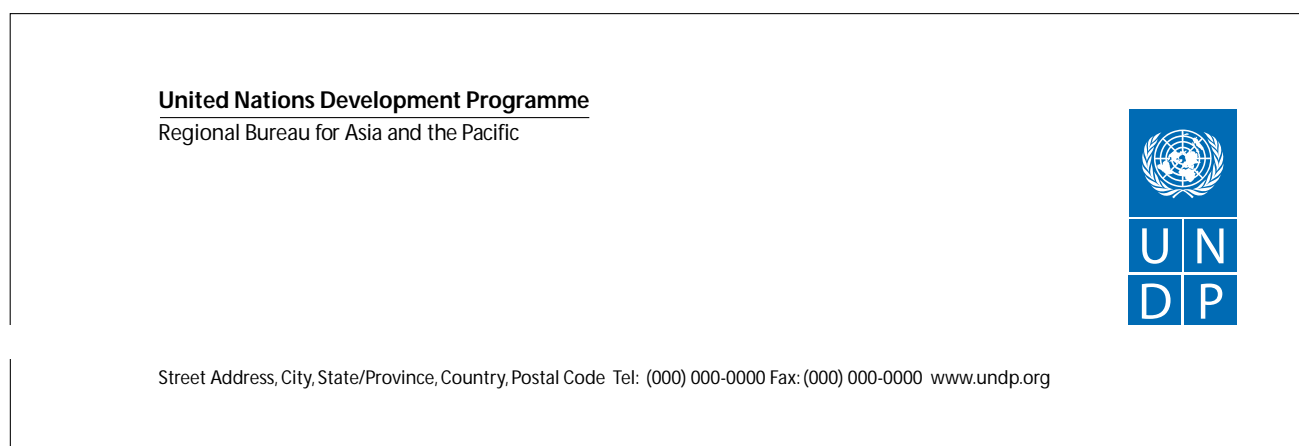 United Nations Development Programme
Regional Bureau for Asia and the Pacific
U N
D P
Street Address, City, State/Province, Country, Postal Code Tel: (000) 000-0000 Fax: (000) 000-0000 www.undp.org